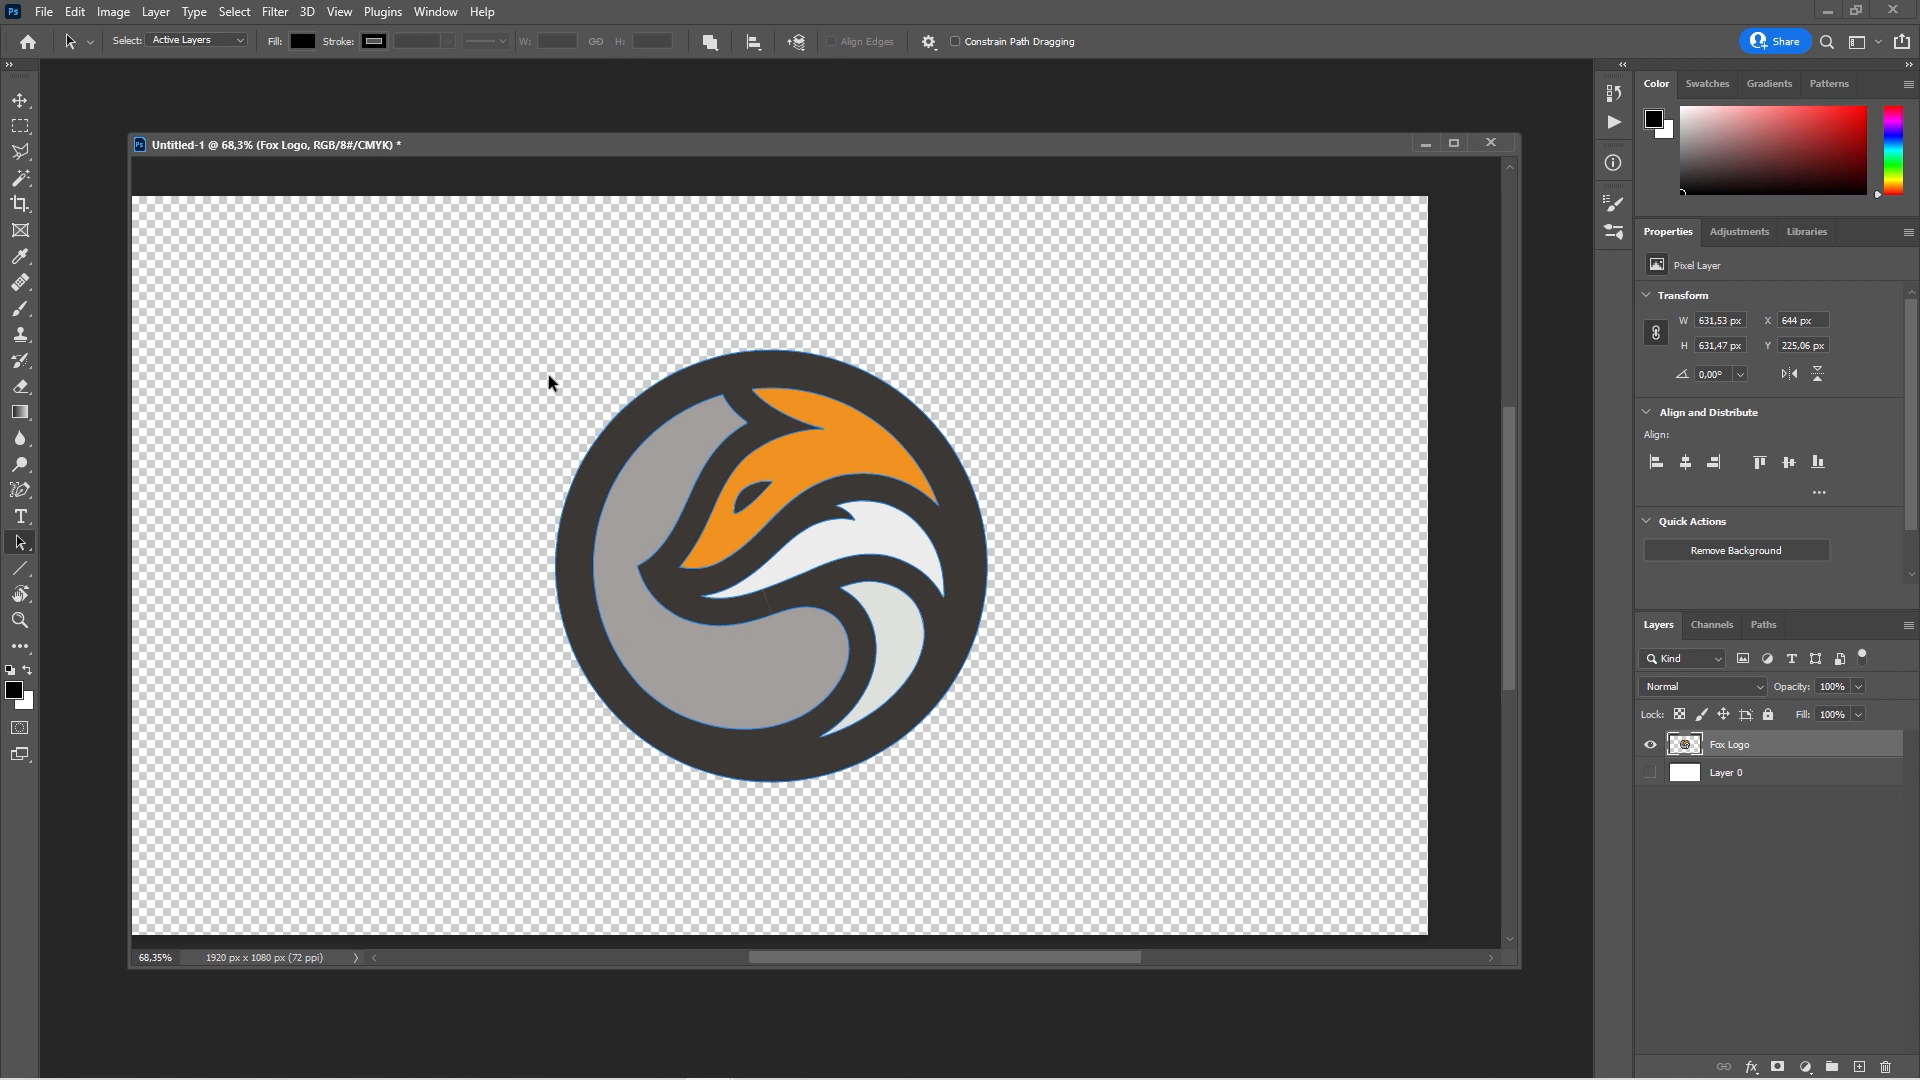 Ps File Edit Image Layer Type Select Filter 3D View Plugins Window Help
Select: Active Layers Fill: Stroke: W: H: Align Edges Constrain Path Dragging Share
Color Swatches Gradients Patterns
Untitled-1 @ 68,3% (Fox Logo, RGB/8#/CMYK) *
Properties Adjustments Libraries
Pixel Layer
Transform
W 631,53 px X 644 px
H 631,47 px Y 225,06 px
0,00°
Align and Distribute
Align:
Quick Actions
Remove Background
Layers Channels Paths
Kind
Normal Opacity: 100%
Lock: Fill: 100%
Fox Logo
Layer 0
68,35% 1920 px x 1080 px (72 ppi)